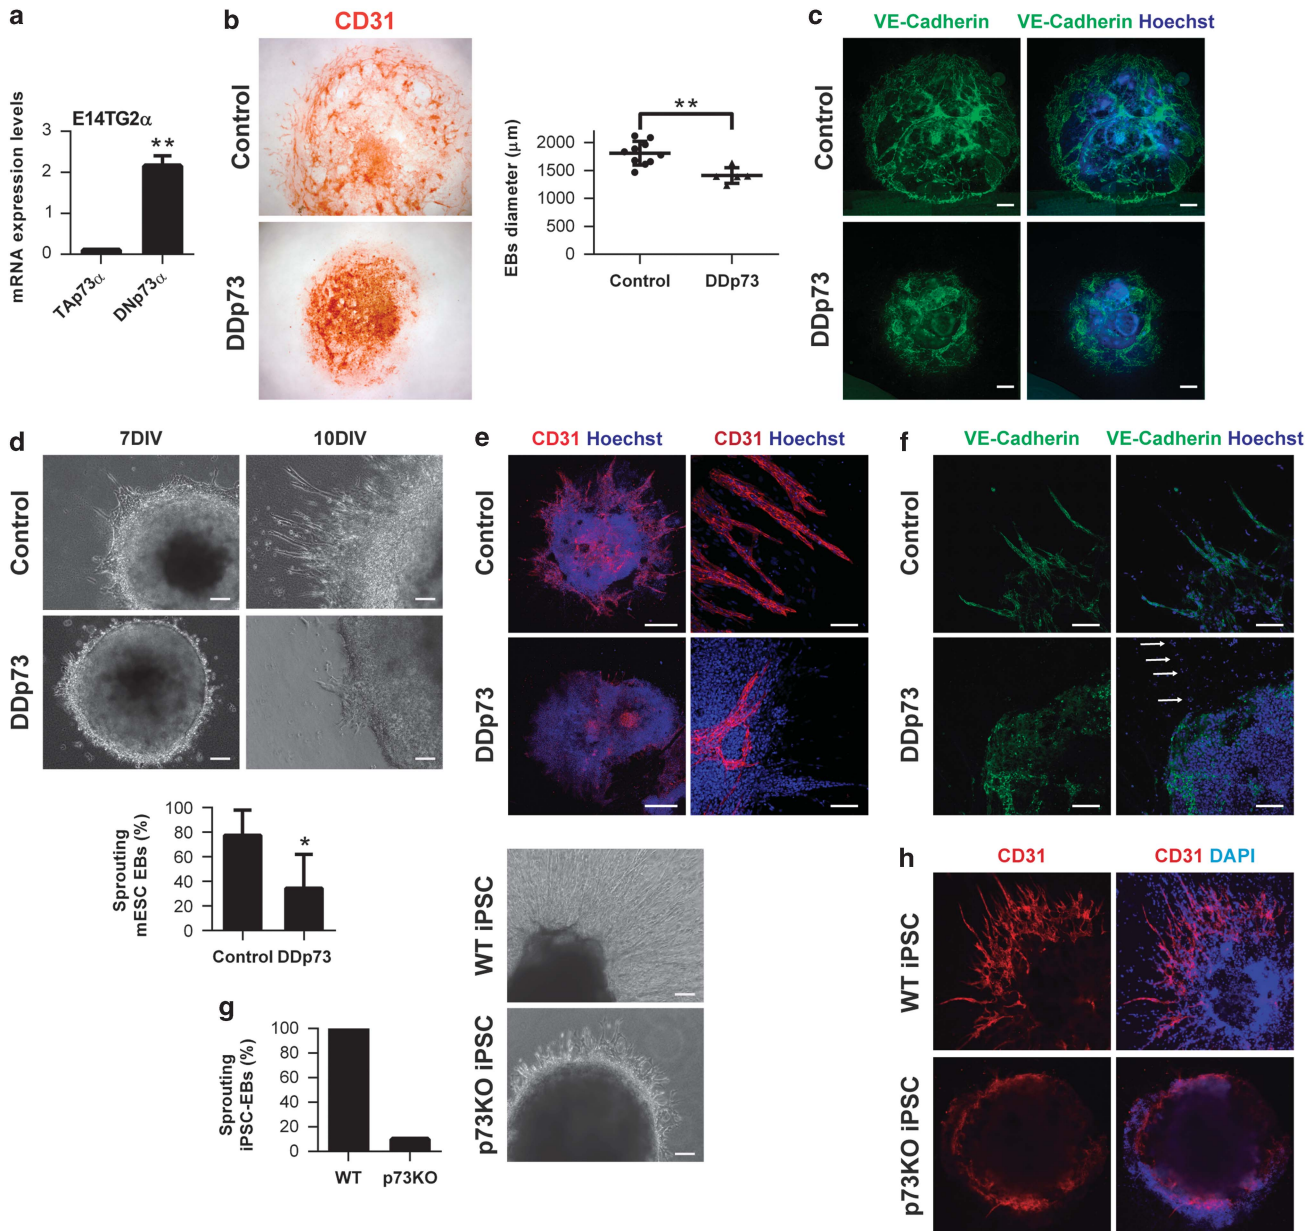 a
E14TG2α
**
mRNA expression levels
3
2
1
0
TAp73α
DNp73α
b
CD31
Control
DDp73
**
EBs diameter (μm)
2000
1500
1000
500
0
Control
DDp73
c
VE-Cadherin
VE-Cadherin Hoechst
Control
DDp73
d
7DIV
10DIV
Control
DDp73
Sprouting
mESC EBs (%)
100
80
60
40
20
0
*
Control DDp73
e
CD31 Hoechst
CD31 Hoechst
Control
DDp73
f
VE-Cadherin
VE-Cadherin Hoechst
Control
DDp73
g
Sprouting
iPSC-EBs (%)
100
80
60
40
20
0
WT
p73KO
WT iPSC
p73KO iPSC
h
CD31
CD31 DAPI
WT iPSC
p73KO iPSC